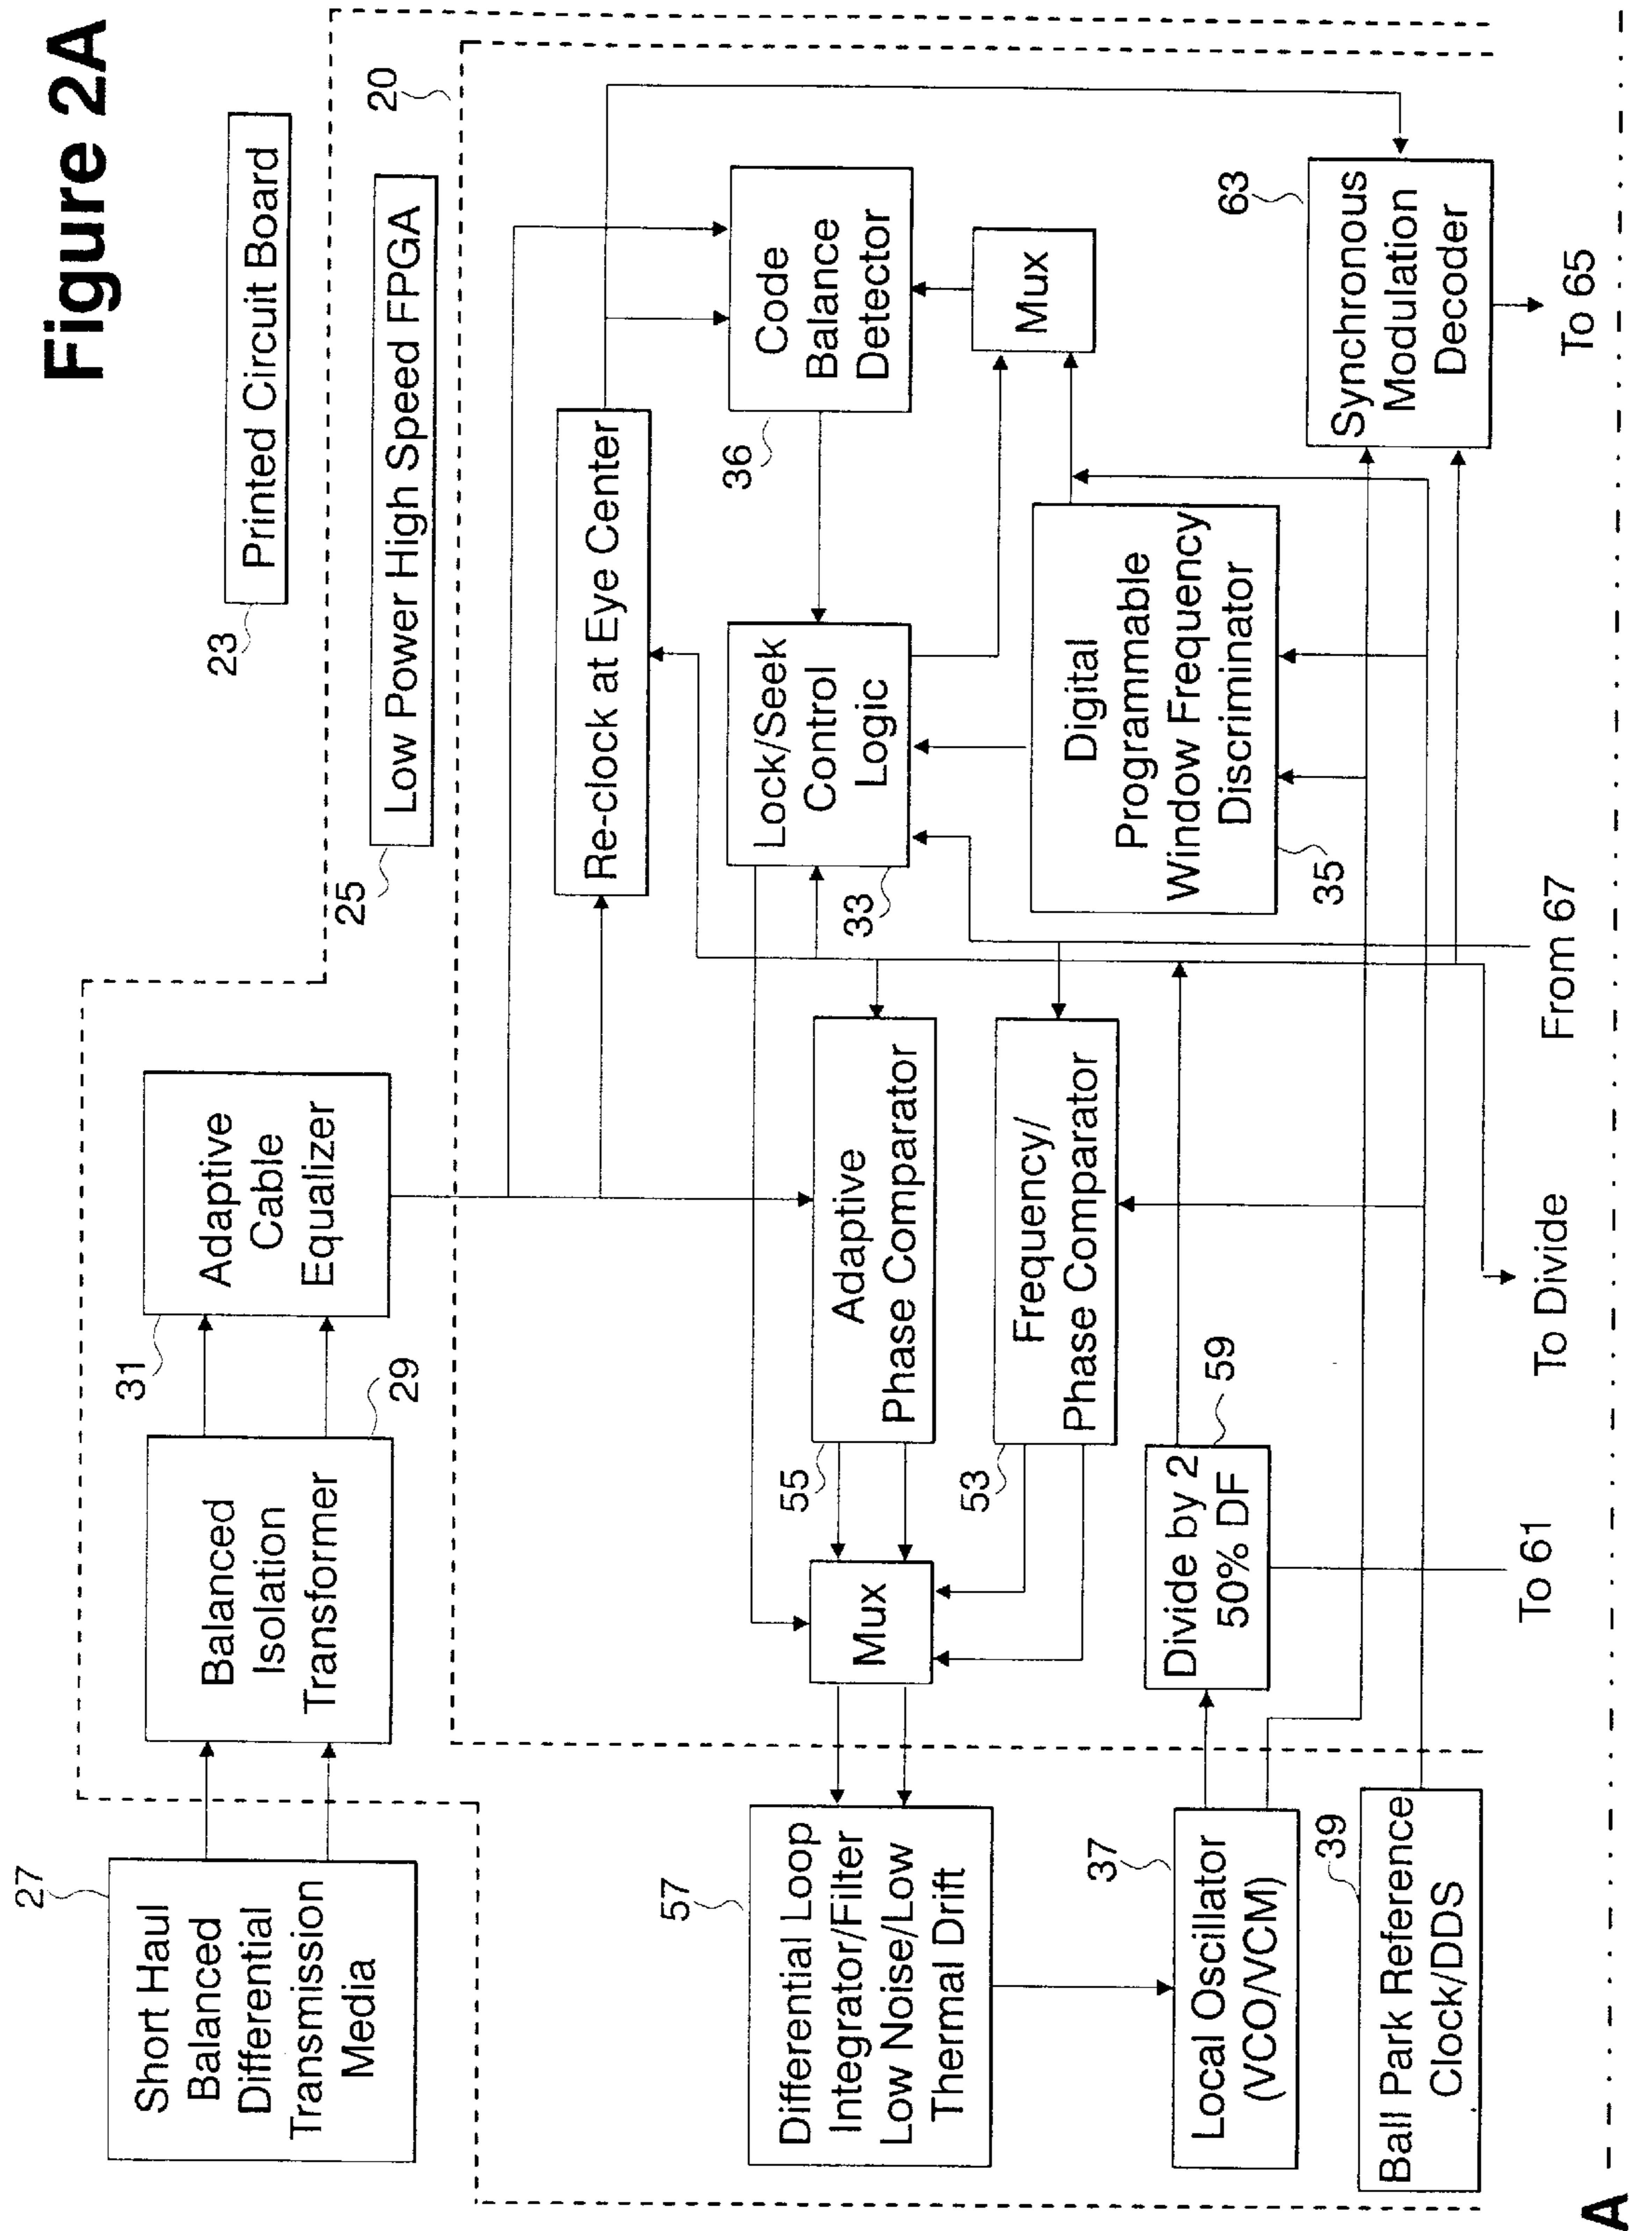 Figure 2A
23
Printed Circuit Board
25
Low Power High Speed FPGA
20
27
Short Haul
Balanced
Differential
Transmission
Media
Balanced
Isolation
Transformer
29
31
Adaptive
Cable
Equalizer
Re-clock at Eye Center
57
Differential Loop
Integrator/Filter
Low Noise/Low
Thermal Drift
Mux
55
Adaptive
Phase Comparator
53
Frequency/
Phase Comparator
33
Lock/Seek
Control
Logic
36
Code
Balance
Detector
Mux
35
Digital
Programmable
Window Frequency
Discriminator
37
Local Oscillator
(VCO/VCM)
Divide by 2
50% DF
59
39
Ball Park Reference
Clock/DDS
63
Synchronous
Modulation
Decoder
To 61
To Divide
From 67
To 65
A